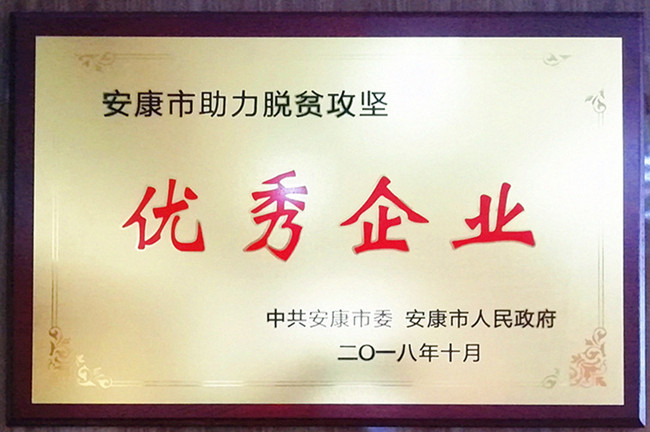 安康市助力脱贫攻坚
优秀企业
中共安康市委 安康市人民政府
二〇一八年十月